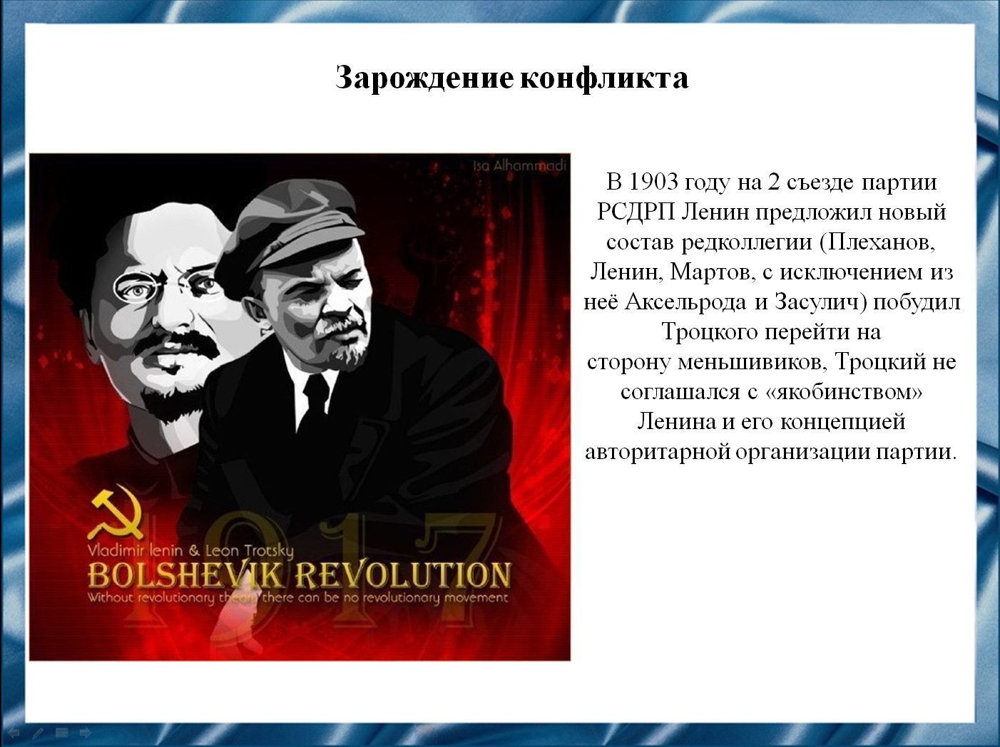 Зарождение конфликта
Isa Alhammadi
В 1903 году на 2 съезде партии
РСДРП Ленин предложил новый
состав редколлегии (Плеханов,
Ленин, Мартов, с исключением из
неё Аксельрода и Засулич) побудил
Троцкого перейти на
сторону меньшивиков, Троцкий не
соглашался с «якобинством»
Ленина и его концепцией
авторитарной организации партии.
1917
Vladimir lenin & Leon Trotsky
BOLSHEVIK REVOLUTION
Without revolutionary theory there can be no revolutionary movement